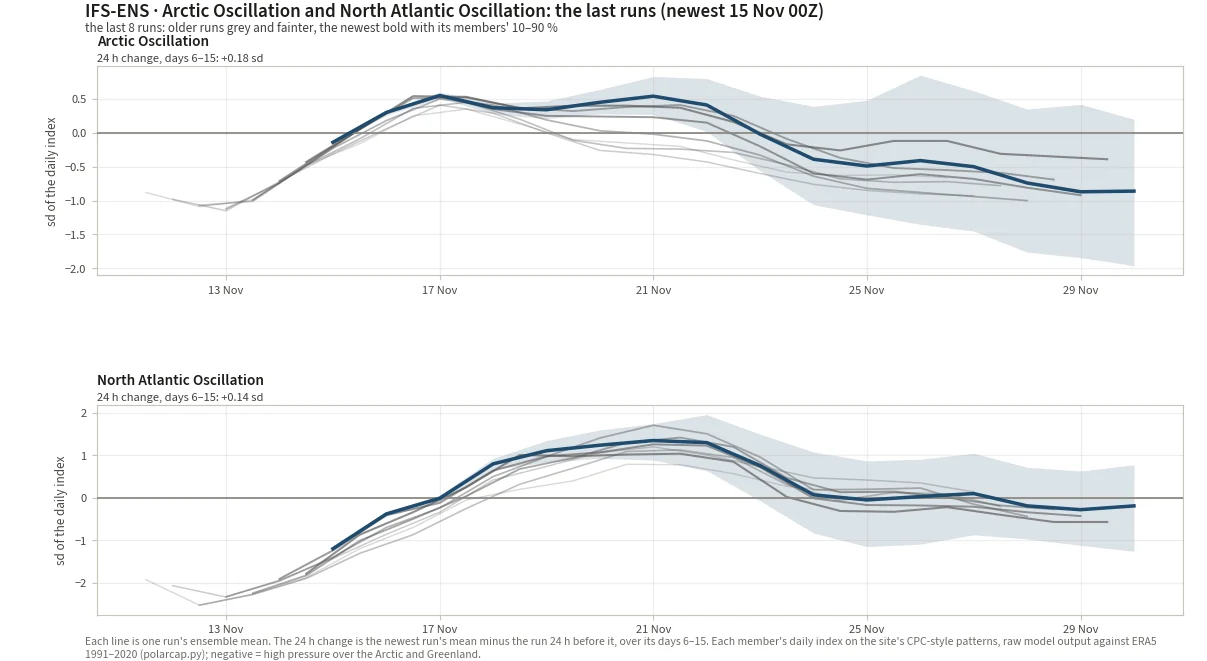 IFS-ENS · Arctic Oscillation and North Atlantic Oscillation: the last runs (newest 15 Nov 00Z)
the last 8 runs: older runs grey and fainter, the newest bold with its members' 10–90 %
Arctic Oscillation
24 h change, days 6–15: +0.18 sd
sd of the daily index
0.5
0.0
−0.5
−1.0
−1.5
−2.0
13 Nov 17 Nov 21 Nov 25 Nov 29 Nov
North Atlantic Oscillation
24 h change, days 6–15: +0.14 sd
sd of the daily index
2
1
0
−1
−2
13 Nov 17 Nov 21 Nov 25 Nov 29 Nov
Each line is one run's ensemble mean. The 24 h change is the newest run's mean minus the run 24 h before it, over its days 6–15. Each member's daily index on the site's CPC-style patterns, raw model output against ERA5
1991–2020 (polarcap.py); negative = high pressure over the Arctic and Greenland.